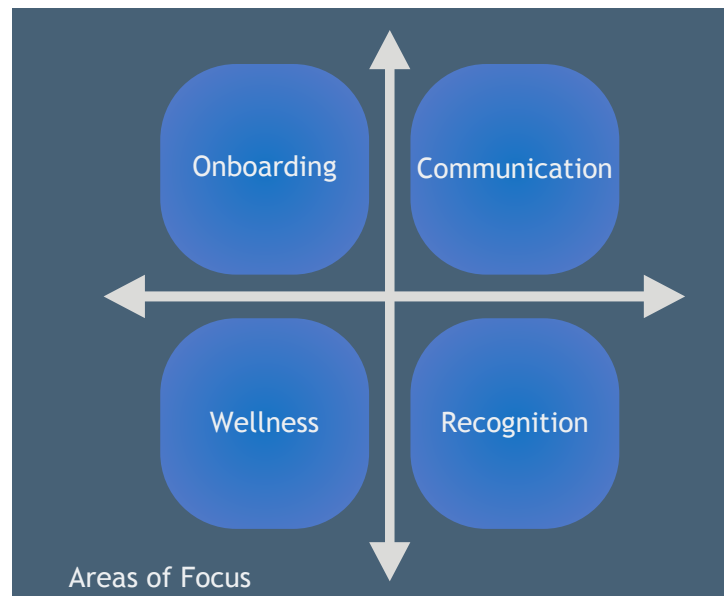 Onboarding
Communication
Wellness
Recognition
Areas of Focus